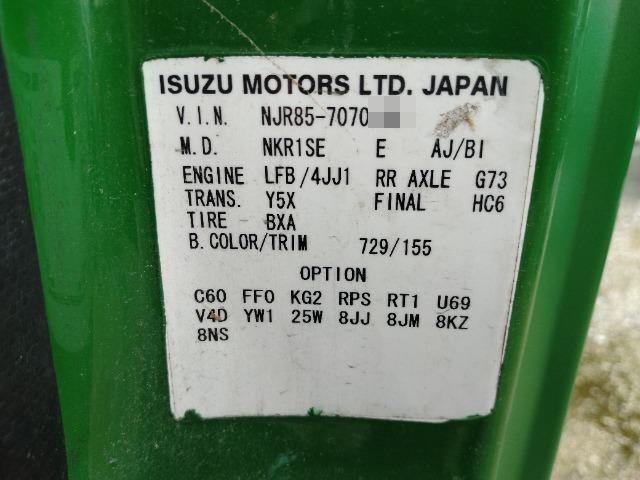 ISUZU MOTORS LTD. JAPAN
V.I.N. NJR85-7070
M.D. NKR1SE E AJ/BI
ENGINE LFB/4JJ1 RR AXLE G73
TRANS. Y5X FINAL HC6
TIRE BXA
B.COLOR/TRIM 729/155
OPTION
C60 FF0 KG2 RPS RT1 U69
V4D YW1 25W 8JJ 8JM 8KZ
8NS